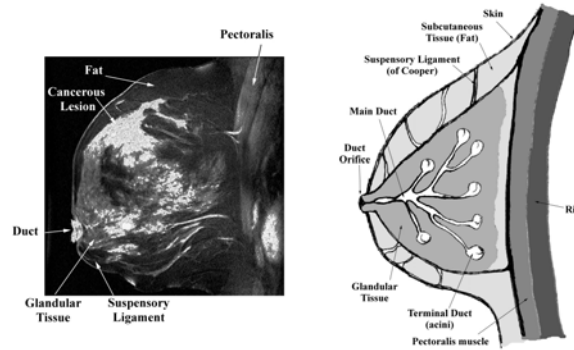 Pectoralis
Fat
Cancerous
Lesion
Duct
Glandular
Tissue
Suspensory
Ligament
Skin
Subcutaneous
Tissue (Fat)
Suspensory Ligament
(of Cooper)
Main Duct
Duct
Orifice
Ri
Glandular
Tissue
Terminal Duct
(acini)
Pectoralis muscle